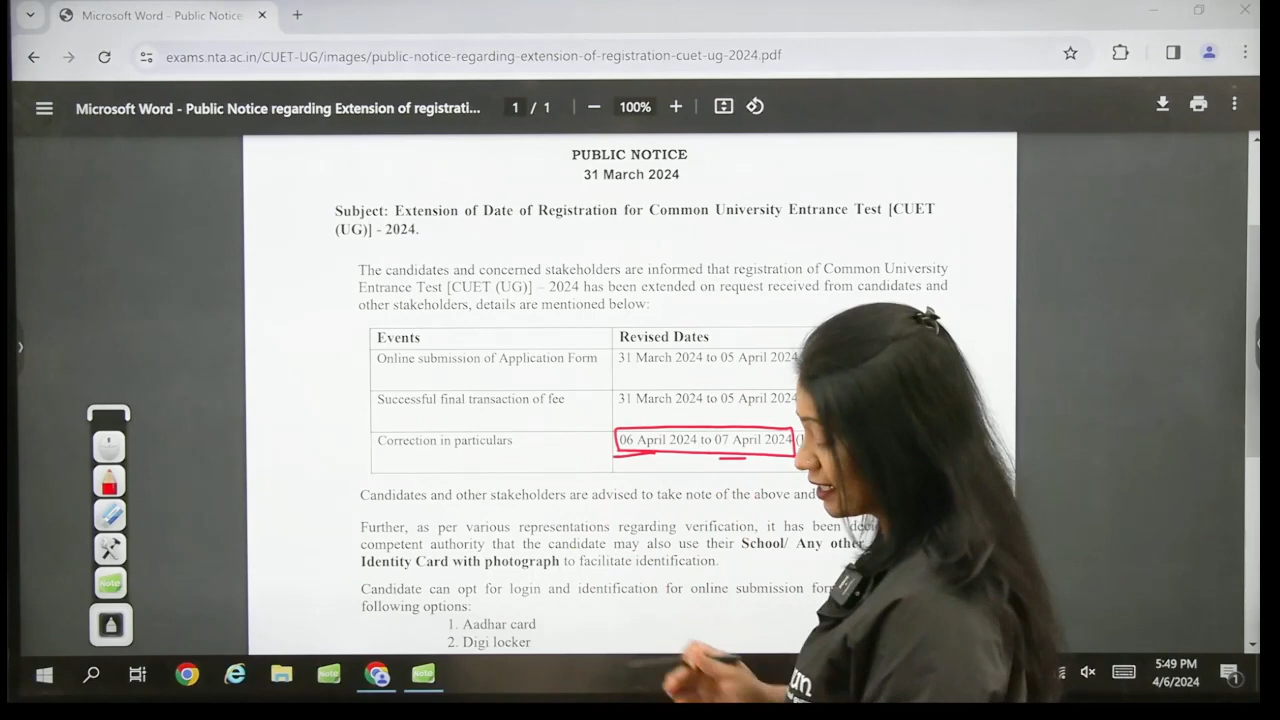 Microsoft Word - Public Notice
exams.nta.ac.in/CUET-UG/images/public-notice-regarding-extension-of-registration-cuet-ug-2024.pdf
Microsoft Word - Public Notice regarding Extension of registrati...
1 / 1
100%
PUBLIC NOTICE
31 March 2024
Subject: Extension of Date of Registration for Common University Entrance Test [CUET
(UG)] - 2024.
The candidates and concerned stakeholders are informed that registration of Common University
Entrance Test [CUET (UG)] – 2024 has been extended on request received from candidates and
other stakeholders, details are mentioned below:
Events Revised Dates
Online submission of Application Form 31 March 2024 to 05 April 2024
Successful final transaction of fee 31 March 2024 to 05 April 2024
Correction in particulars 06 April 2024 to 07 April 2024 (
Candidates and other stakeholders are advised to take note of the above and
Further, as per various representations regarding verification, it has been
competent authority that the candidate may also use their School/ Any other
Identity Card with photograph to facilitate identification.
Candidate can opt for login and identification for online submission
following options:
1. Aadhar card
2. Digi locker
Note
Note
Note
5:49 PM
4/6/2024
1